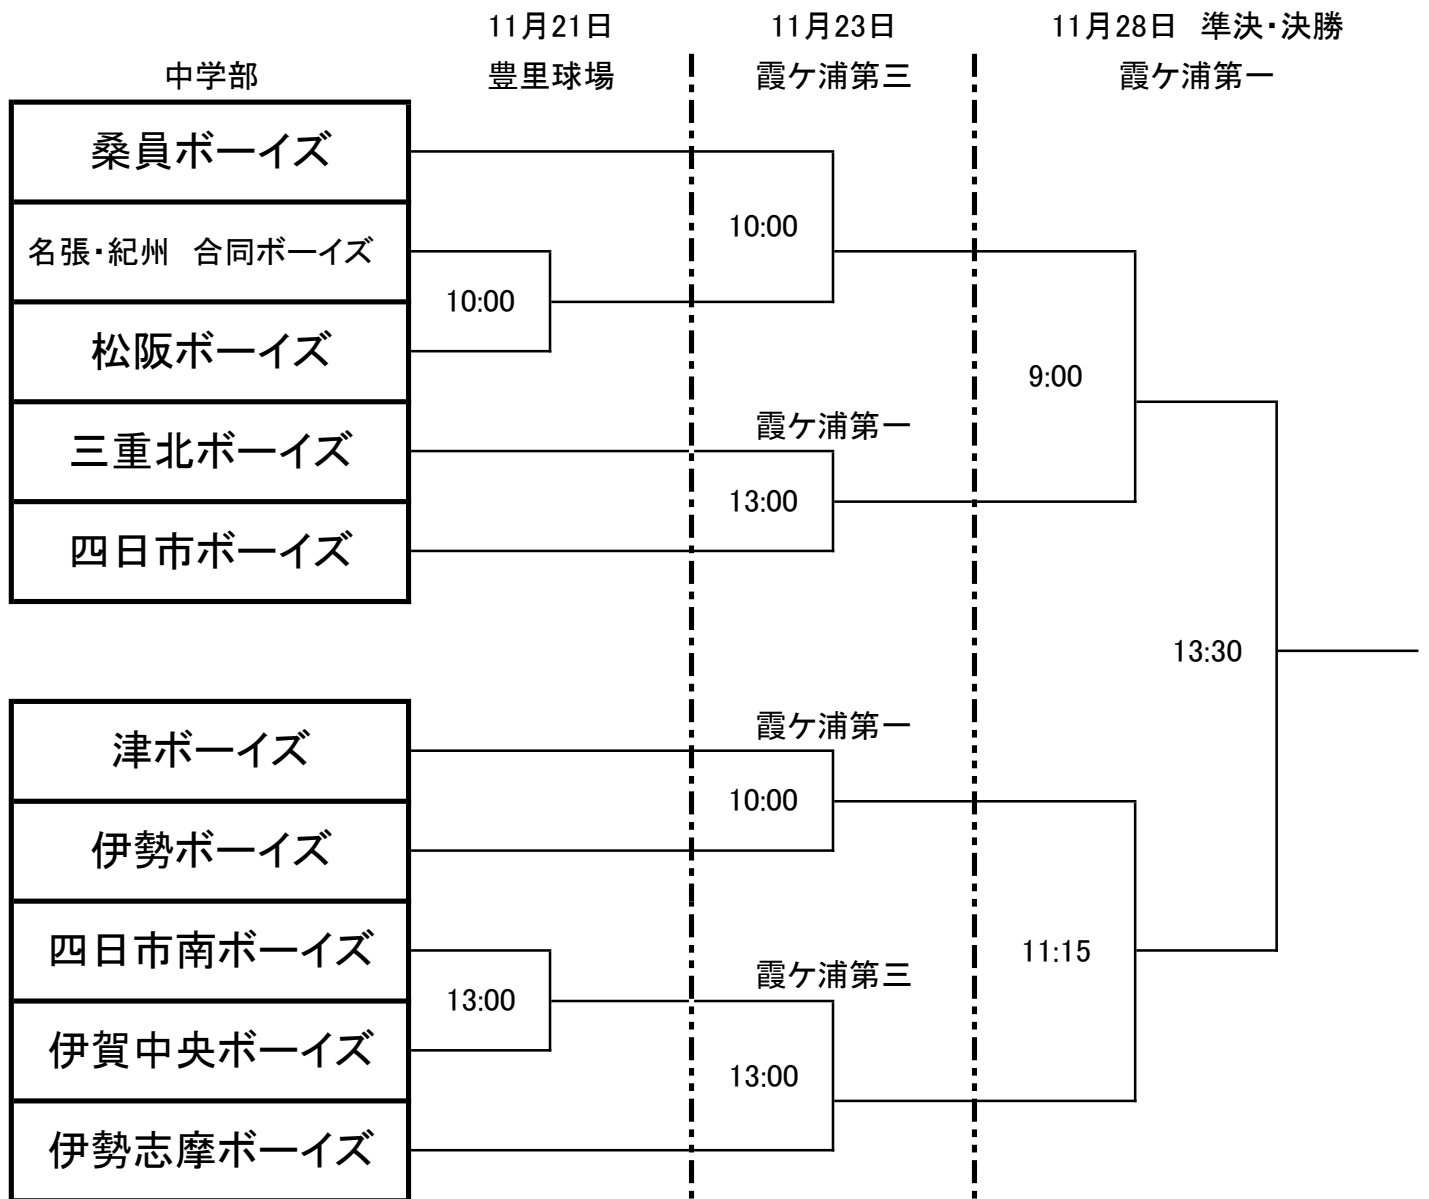 11月21日 11月23日 11月28日 準決・決勝
中学部 豊里球場 霞ケ浦第三 霞ケ浦第一
桑員ボーイズ
10:00
名張・紀州 合同ボーイズ
10:00
松阪ボーイズ
9:00
霞ケ浦第一
三重北ボーイズ
13:00
四日市ボーイズ
13:30
霞ケ浦第一
津ボーイズ
10:00
伊勢ボーイズ
四日市南ボーイズ
11:15
霞ケ浦第三
13:00
伊賀中央ボーイズ
13:00
伊勢志摩ボーイズ